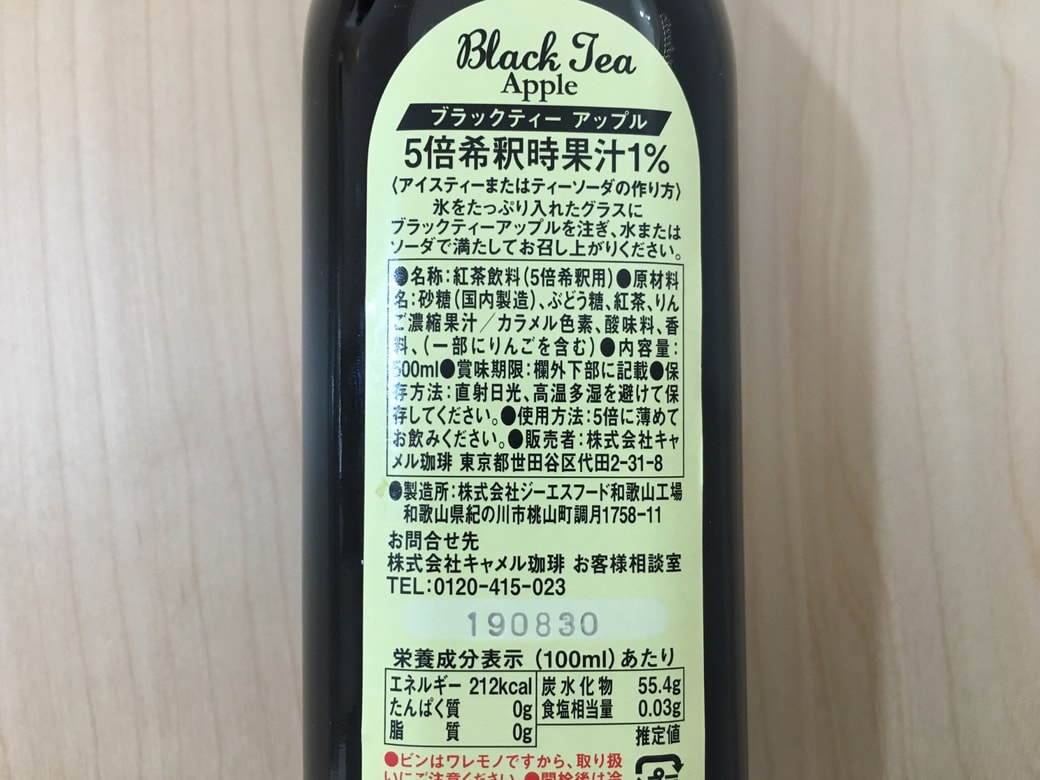 Black Tea
Apple
ブラックティー アップル
5倍希釈時果汁1%
〈アイスティーまたはティーソーダの作り方〉
氷をたっぷり入れたグラスに
ブラックティーアップルを注ぎ、水または
ソーダで満たしてお召し上がりください。
●名称:紅茶飲料(5倍希釈用)●原材料
名:砂糖(国内製造)、ぶどう糖、紅茶、りん
ご濃縮果汁/カラメル色素、酸味料、香
料、(一部にりんごを含む)●内容量:
500ml●賞味期限:欄外下部に記載●保
存方法:直射日光、高温多湿を避けて保
存してください。●使用方法:5倍に薄めて
お飲みください。●販売者:株式会社キャ
メル珈琲 東京都世田谷区代田2-31-8
●製造所:株式会社ジーエスフード和歌山工場
和歌山県紀の川市桃山町調月1758-11
お問合せ先
株式会社キャメル珈琲 お客様相談室
TEL:0120-415-023
190830
栄養成分表示 (100ml)あたり
エネルギー 212kcal 炭水化物 55.4g
たんぱく質 0g 食塩相当量 0.03g
脂質 0g
推定値
●ビンはワレモノですから、取り扱
いにご注意ください。●開栓後は冷